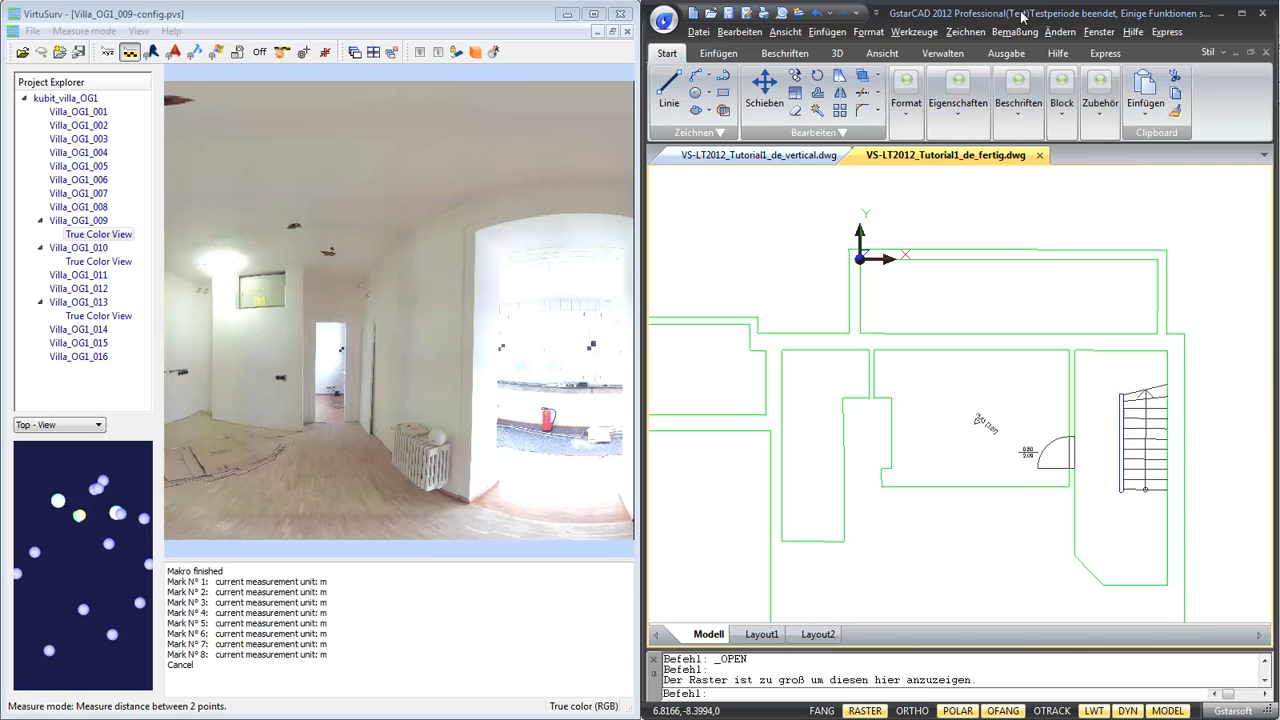 VirtuSurv - [Villa_OG1_009-config.pvs]
File Measure mode View Help
xyz Off
Project Explorer
kubit_villa_OG1
Villa_OG1_001
Villa_OG1_002
Villa_OG1_003
Villa_OG1_004
Villa_OG1_005
Villa_OG1_006
Villa_OG1_007
Villa_OG1_008
Villa_OG1_009
True Color View
Villa_OG1_010
True Color View
Villa_OG1_011
Villa_OG1_012
Villa_OG1_013
True Color View
Villa_OG1_014
Villa_OG1_015
Villa_OG1_016
Top - View
Makro finished
Mark N° 1: current measurement unit: m
Mark N° 2: current measurement unit: m
Mark N° 3: current measurement unit: m
Mark N° 4: current measurement unit: m
Mark N° 5: current measurement unit: m
Mark N° 6: current measurement unit: m
Mark N° 7: current measurement unit: m
Mark N° 8: current measurement unit: m
Cancel
Measure mode: Measure distance between 2 points. True color (RGB)
GstarCAD 2012 Professional(Test)Testperiode beendet, Einige Funktionen s...
Datei Bearbeiten Ansicht Einfügen Format Werkzeuge Zeichnen Bemaßung Ändern Fenster Hilfe Express
Start Einfügen Beschriften 3D Ansicht Verwalten Ausgabe Hilfe Express Stil
Linie Schieben Format Eigenschaften Beschriften Block Zubehör Einfügen
Zeichnen Bearbeiten Clipboard
VS-LT2012_Tutorial1_de_vertical.dwg VS-LT2012_Tutorial1_de_fertig.dwg
Y
Modell Layout1 Layout2
Befehl: _OPEN
Befehl:
Der Raster ist zu groß um diesen hier anzuzeigen.
Befehl:
6.8166,-8.3994,0 FANG RASTER ORTHO POLAR OFANG OTRACK LWT DYN MODEL Gstarsoft